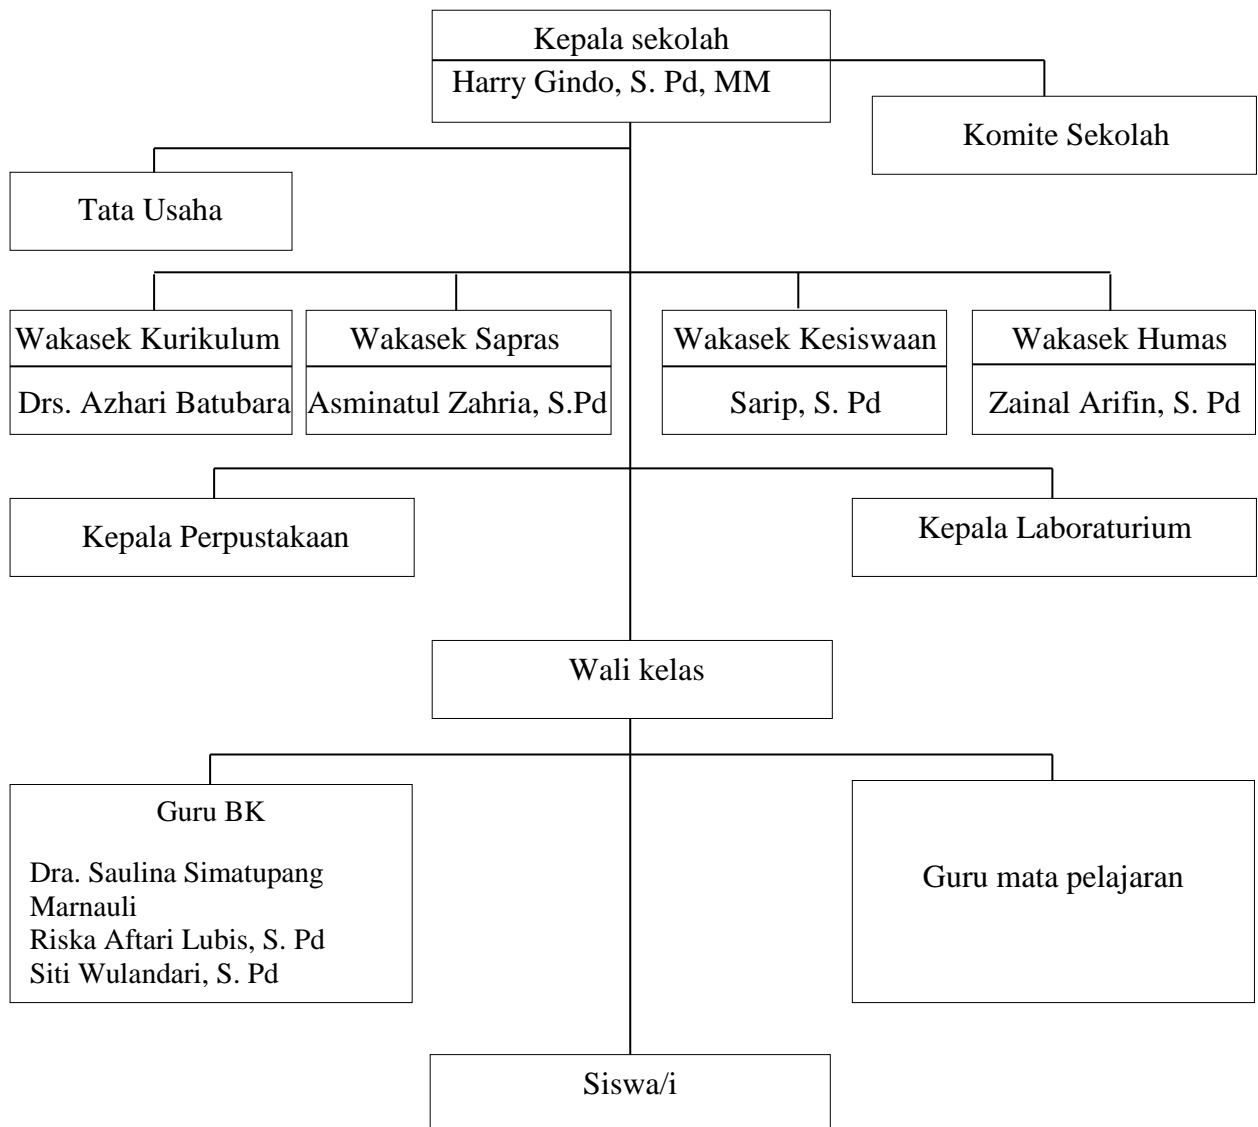 Kepala sekolah
Harry Gindo, S. Pd, MM
Komite Sekolah
Tata Usaha
Wakasek Kurikulum
Drs. Azhari Batubara
Wakasek Sapras
Asminatul Zahria, S.Pd
Wakasek Kesiswaan
Sarip, S. Pd
Wakasek Humas
Zainal Arifin, S. Pd
Kepala Perpustakaan
Kepala Laboraturium
Wali kelas
Guru BK
Dra. Saulina Simatupang
Marnauli
Riska Aftari Lubis, S. Pd
Siti Wulandari, S. Pd
Guru mata pelajaran
Siswa/i